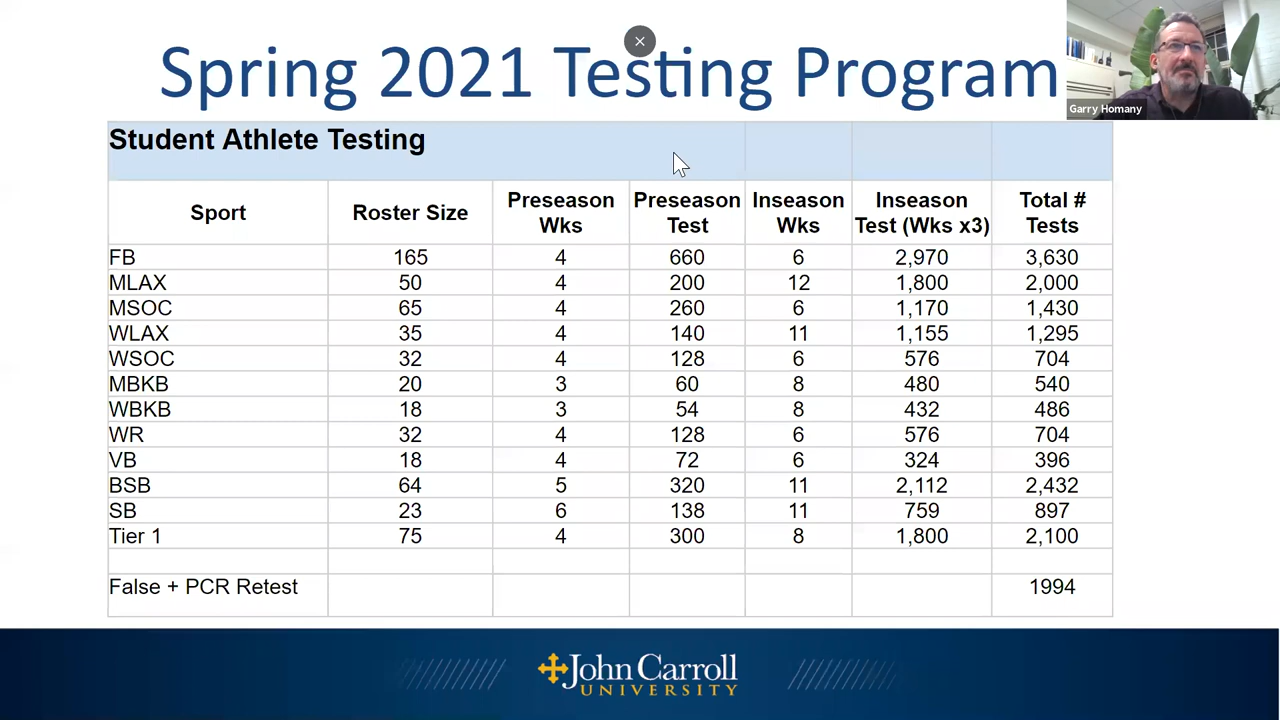 Spring 2021 Testing Program
Garry Homany
Student Athlete Testing
Sport Roster Size Preseason Wks Preseason Test Inseason Wks Inseason Test (Wks x3) Total # Tests
FB 165 4 660 6 2,970 3,630
MLAX 50 4 200 12 1,800 2,000
MSOC 65 4 260 6 1,170 1,430
WLAX 35 4 140 11 1,155 1,295
WSOC 32 4 128 6 576 704
MBKB 20 3 60 8 480 540
WBKB 18 3 54 8 432 486
WR 32 4 128 6 576 704
VB 18 4 72 6 324 396
BSB 64 5 320 11 2,112 2,432
SB 23 6 138 11 759 897
Tier 1 75 4 300 8 1,800 2,100
False + PCR Retest 1994
John Carroll
UNIVERSITY